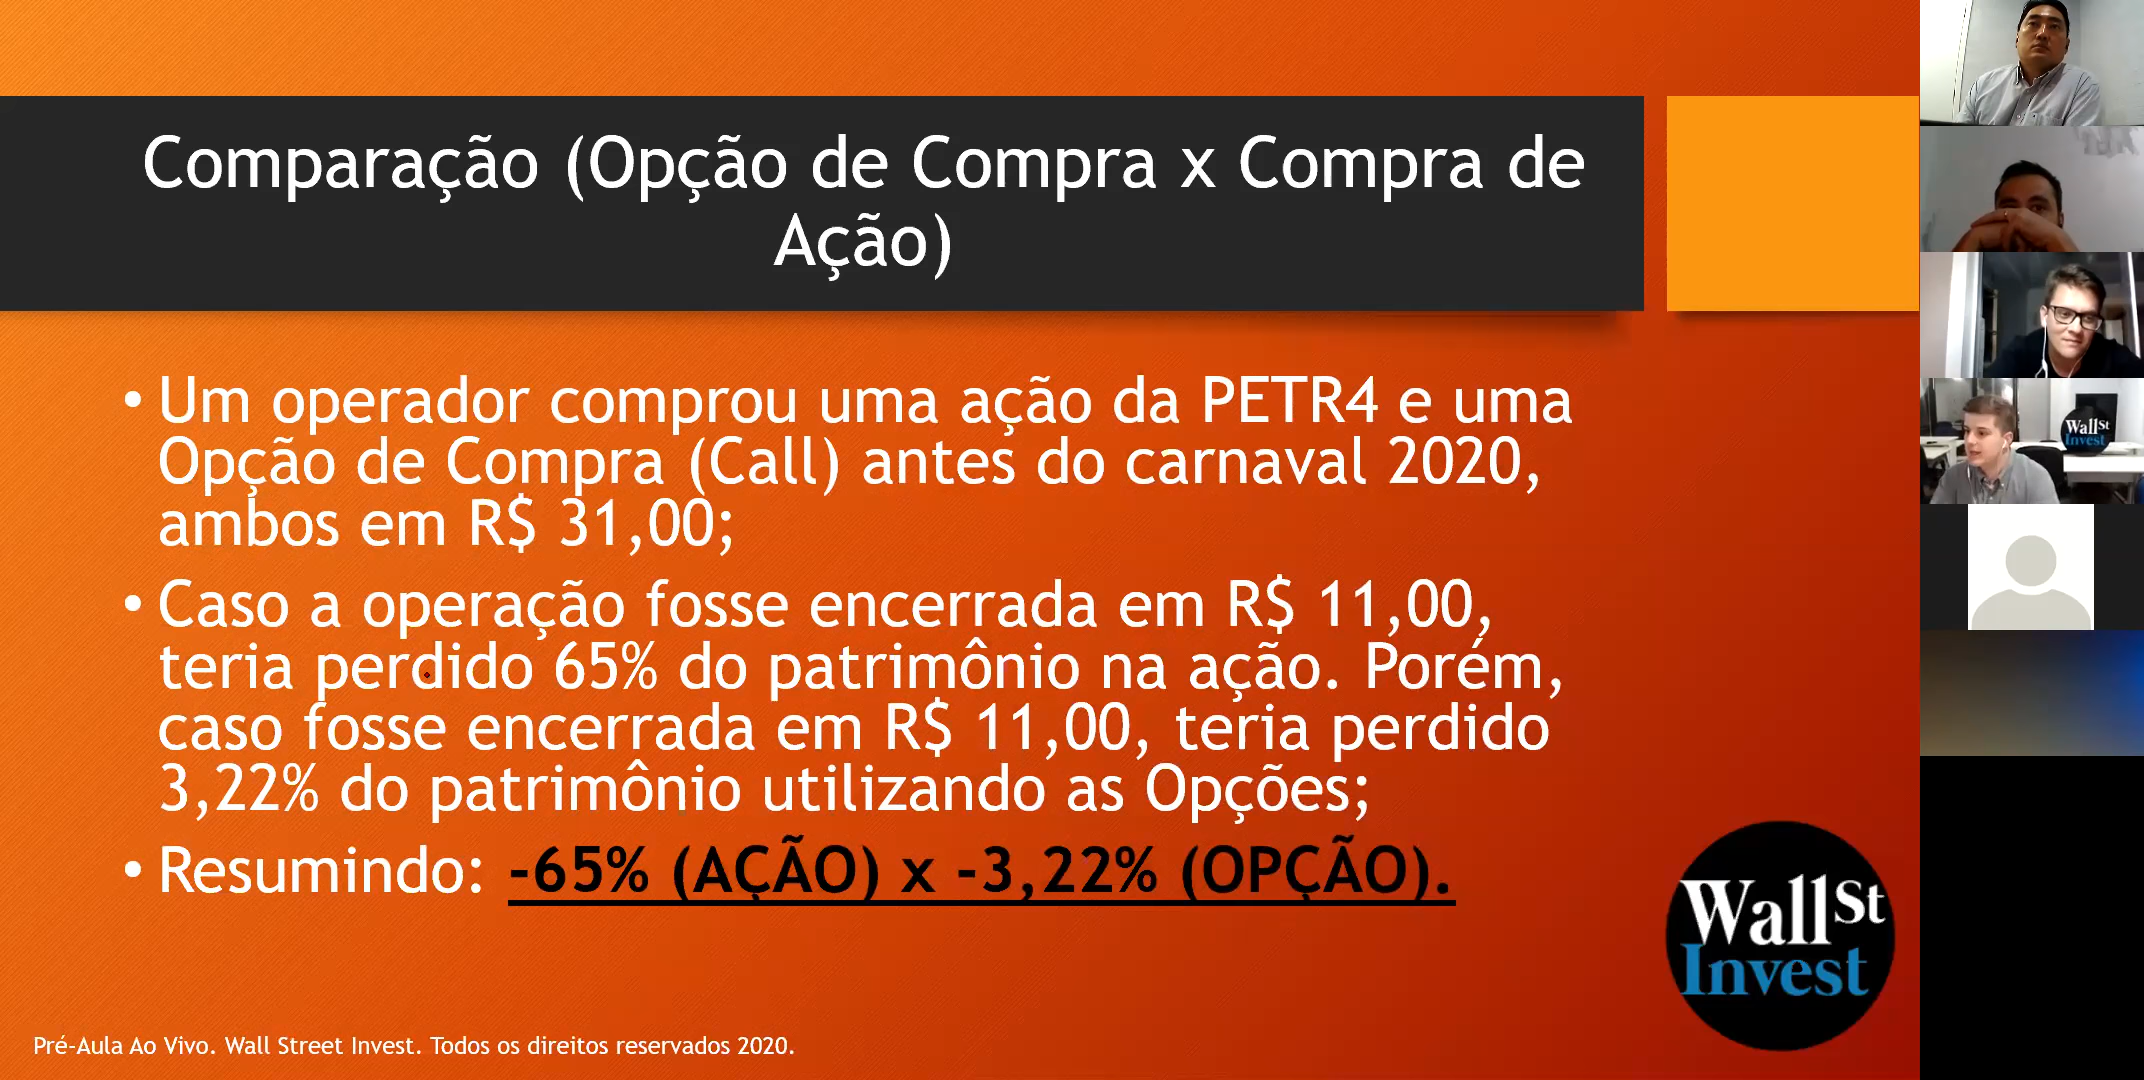 Comparação (Opção de Compra x Compra de
Ação)
• Um operador comprou uma ação da PETR4 e uma
Opção de Compra (Call) antes do carnaval 2020,
ambos em R$ 31,00;
• Caso a operação fosse encerrada em R$ 11,00,
teria perdido 65% do patrimônio na ação. Porém,
caso fosse encerrada em R$ 11,00, teria perdido
3,22% do patrimônio utilizando as Opções;
• Resumindo: -65% (AÇÃO) x -3,22% (OPÇÃO).
WallSt
Invest
Pré-Aula Ao Vivo. Wall Street Invest. Todos os direitos reservados 2020.
WallSt
Invest